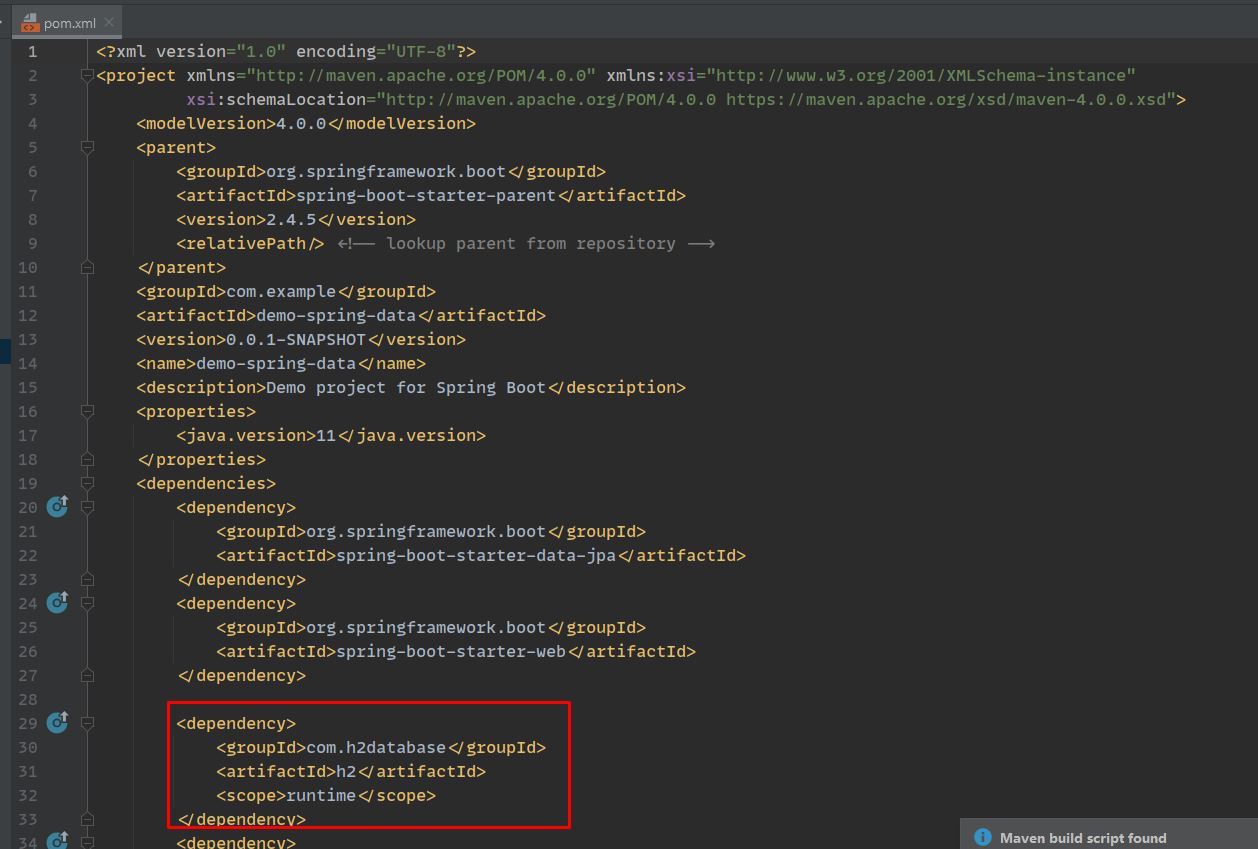 pom.xml
1 <?xml version="1.0" encoding="UTF-8"?>
2 <project xmlns="http://maven.apache.org/POM/4.0.0" xmlns:xsi="http://www.w3.org/2001/XMLSchema-instance"
3 xsi:schemaLocation="http://maven.apache.org/POM/4.0.0 https://maven.apache.org/xsd/maven-4.0.0.xsd">
4 <modelVersion>4.0.0</modelVersion>
5 <parent>
6 <groupId>org.springframework.boot</groupId>
7 <artifactId>spring-boot-starter-parent</artifactId>
8 <version>2.4.5</version>
9 <relativePath/> <!-- lookup parent from repository -->
10 </parent>
11 <groupId>com.example</groupId>
12 <artifactId>demo-spring-data</artifactId>
13 <version>0.0.1-SNAPSHOT</version>
14 <name>demo-spring-data</name>
15 <description>Demo project for Spring Boot</description>
16 <properties>
17 <java.version>11</java.version>
18 </properties>
19 <dependencies>
20 <dependency>
21 <groupId>org.springframework.boot</groupId>
22 <artifactId>spring-boot-starter-data-jpa</artifactId>
23 </dependency>
24 <dependency>
25 <groupId>org.springframework.boot</groupId>
26 <artifactId>spring-boot-starter-web</artifactId>
27 </dependency>
28
29 <dependency>
30 <groupId>com.h2database</groupId>
31 <artifactId>h2</artifactId>
32 <scope>runtime</scope>
33 </dependency>
34 <dependency>
Maven build script found